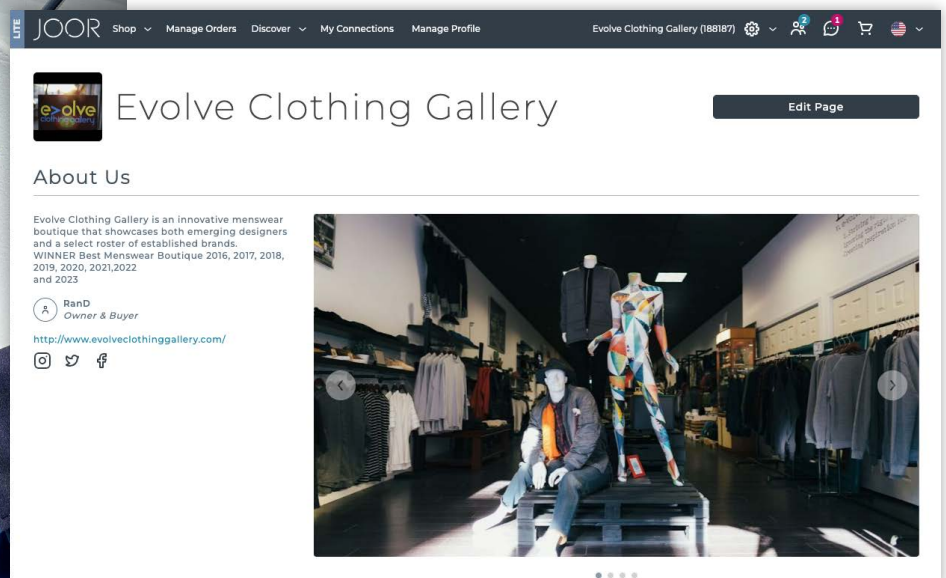 LITE
JOOR Shop Manage Orders Discover My Connections Manage Profile Evolve Clothing Gallery (188187) 2 1
e>olve
clothing gallery
Evolve Clothing Gallery
Edit Page
About Us
Evolve Clothing Gallery is an innovative menswear
boutique that showcases both emerging designers
and a select roster of established brands.
WINNER Best Menswear Boutique 2016, 2017, 2018,
2019, 2020, 2021,2022
and 2023
RanD
Owner & Buyer
http://www.evolveclothinggallery.com/